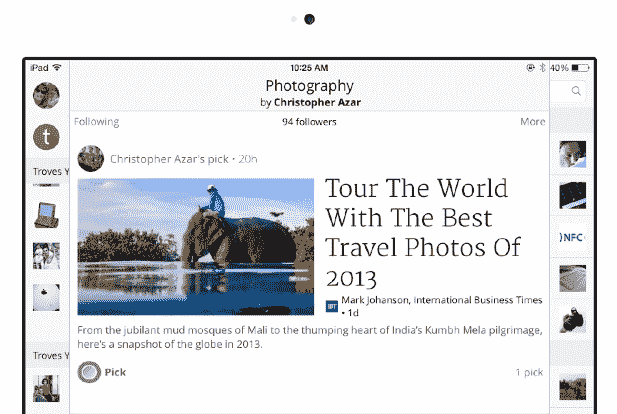 iPad
10:25 AM
40%
Photography
by Christopher Azar
Following
94 followers
More
t
Christopher Azar's pick • 20h
Troves Y
Tour The World
With The Best
Travel Photos Of
2013
)NFC
IBT
Mark Johanson, International Business Times
• 1d
From the jubilant mud mosques of Mali to the thumping heart of India's Kumbh Mela pilgrimage,
here's a snapshot of the globe in 2013.
Troves Y
Pick
1 pick